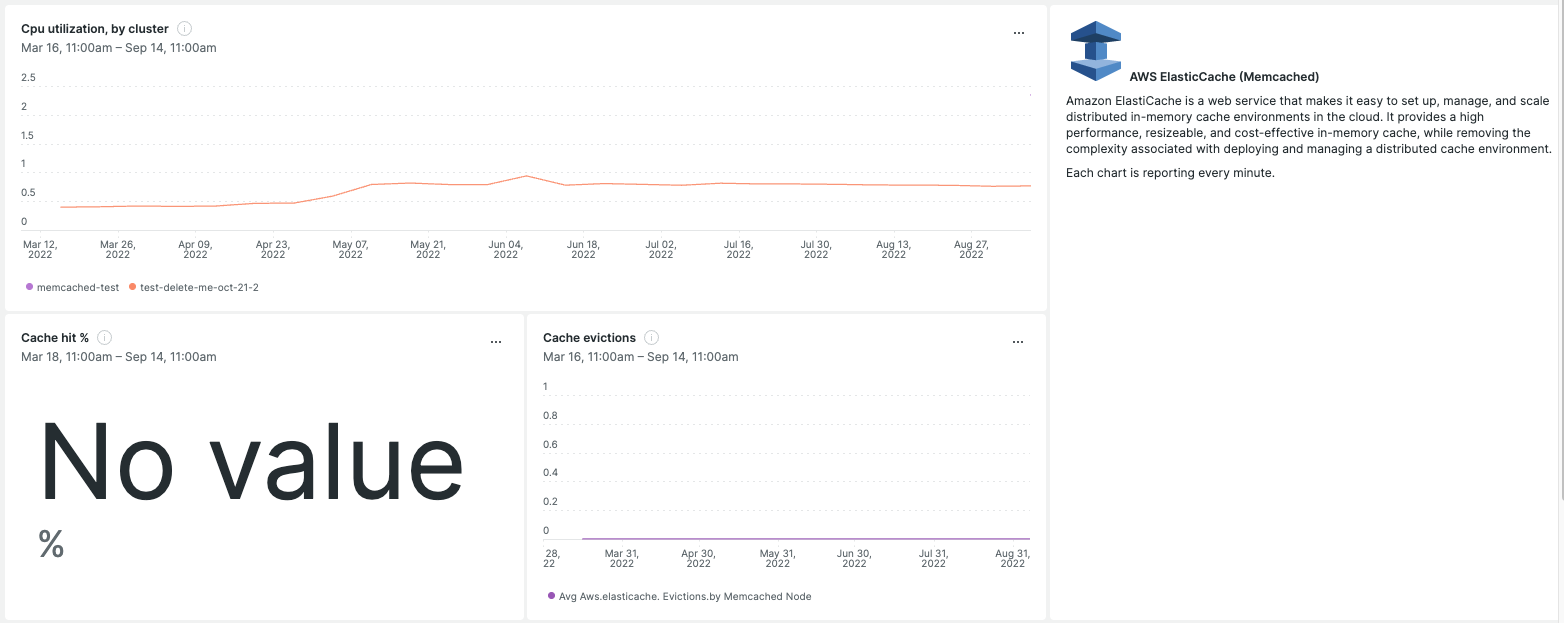 Cpu utilization, by cluster
Mar 16, 11:00am – Sep 14, 11:00am
...
2.5
2
1.5
1
0.5
0
Mar 12, Mar 26, Apr 09, Apr 23, May 07, May 21, Jun 04, Jun 18, Jul 02, Jul 16, Jul 30, Aug 13, Aug 27,
2022 2022 2022 2022 2022 2022 2022 2022 2022 2022 2022 2022 2022
memcached-test test-delete-me-oct-21-2
AWS ElasticCache (Memcached)
Amazon ElastiCache is a web service that makes it easy to set up, manage, and scale
distributed in-memory cache environments in the cloud. It provides a high
performance, resizeable, and cost-effective in-memory cache, while removing the
complexity associated with deploying and managing a distributed cache environment.
Each chart is reporting every minute.
Cache hit %
Mar 18, 11:00am – Sep 14, 11:00am
...
No value
%
Cache evictions
Mar 16, 11:00am – Sep 14, 11:00am
...
1
0.8
0.6
0.4
0.2
0
28, Mar 31, Apr 30, May 31, Jun 30, Jul 31, Aug 31,
22 2022 2022 2022 2022 2022 2022
Avg Aws.elasticache. Evictions.by Memcached Node